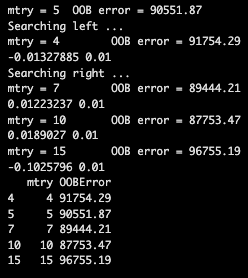 mtry = 5  OOB error = 90551.87
Searching left ...
mtry = 4        OOB error = 91754.29
-0.01327885 0.01
Searching right ...
mtry = 7        OOB error = 89444.21
0.01223237 0.01
mtry = 10       OOB error = 87753.47
0.0189027 0.01
mtry = 15       OOB error = 96755.19
-0.1025796 0.01
   mtry OOBError
4     4 91754.29
5     5 90551.87
7     7 89444.21
10   10 87753.47
15   15 96755.19